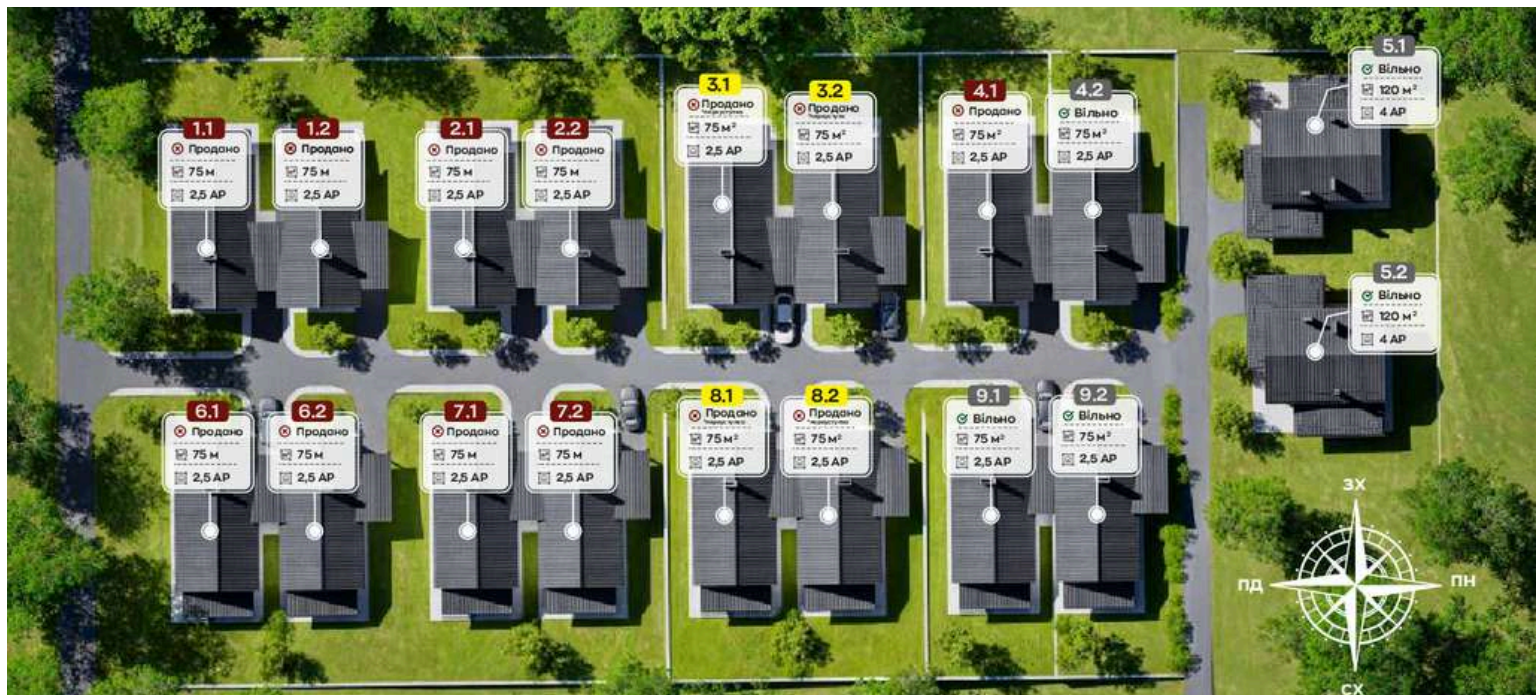 1.1
Продано
75 м
2,5 АР
1.2
Продано
75 м
2,5 АР
2.1
Продано
75 м
2,5 АР
2.2
Продано
75 м
2,5 АР
3.1
Продано
75 м²
2,5 АР
3.2
Продано
75 м²
2,5 АР
4.1
Продано
75 м²
2,5 АР
4.2
Вільно
75 м²
2,5 АР
5.1
Вільно
120 м²
4 АР
5.2
Вільно
120 м²
4 АР
6.1
Продано
75 м
2,5 АР
6.2
Продано
75 м
2,5 АР
7.1
Продано
75 м
2,5 АР
7.2
Продано
75 м
2,5 АР
8.1
Продано
75 м²
2,5 АР
8.2
Продано
75 м²
2,5 АР
9.1
Вільно
75 м²
2,5 АР
9.2
Вільно
75 м²
2,5 АР
ЗХ
ПД
ПН
СХ